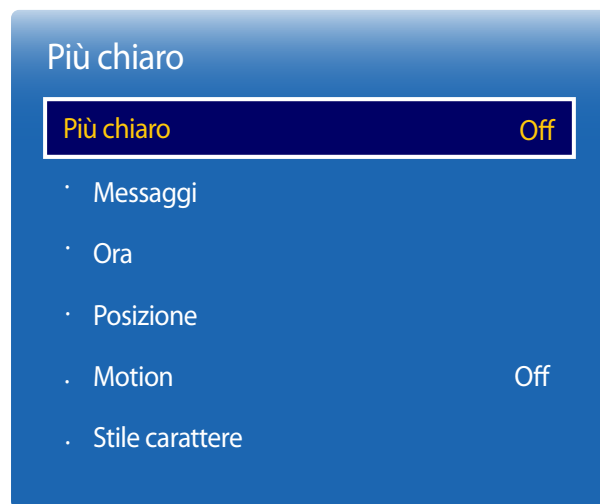 Più chiaro
Più chiaro Off
· Messaggi
· Ora
· Posizione
· Motion Off
· Stile carattere